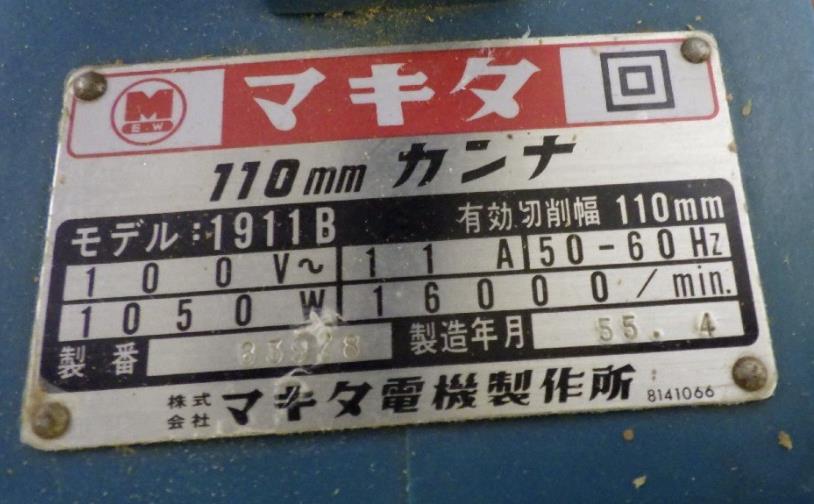 M
E.W
マキタ
110mm カンナ
モデル:1911B 有効切削幅 110mm
100V~ 11A 50-60Hz
1050W 16000/min.
製番 製造年月 55.4
株式会社 マキタ電機製作所 8141066